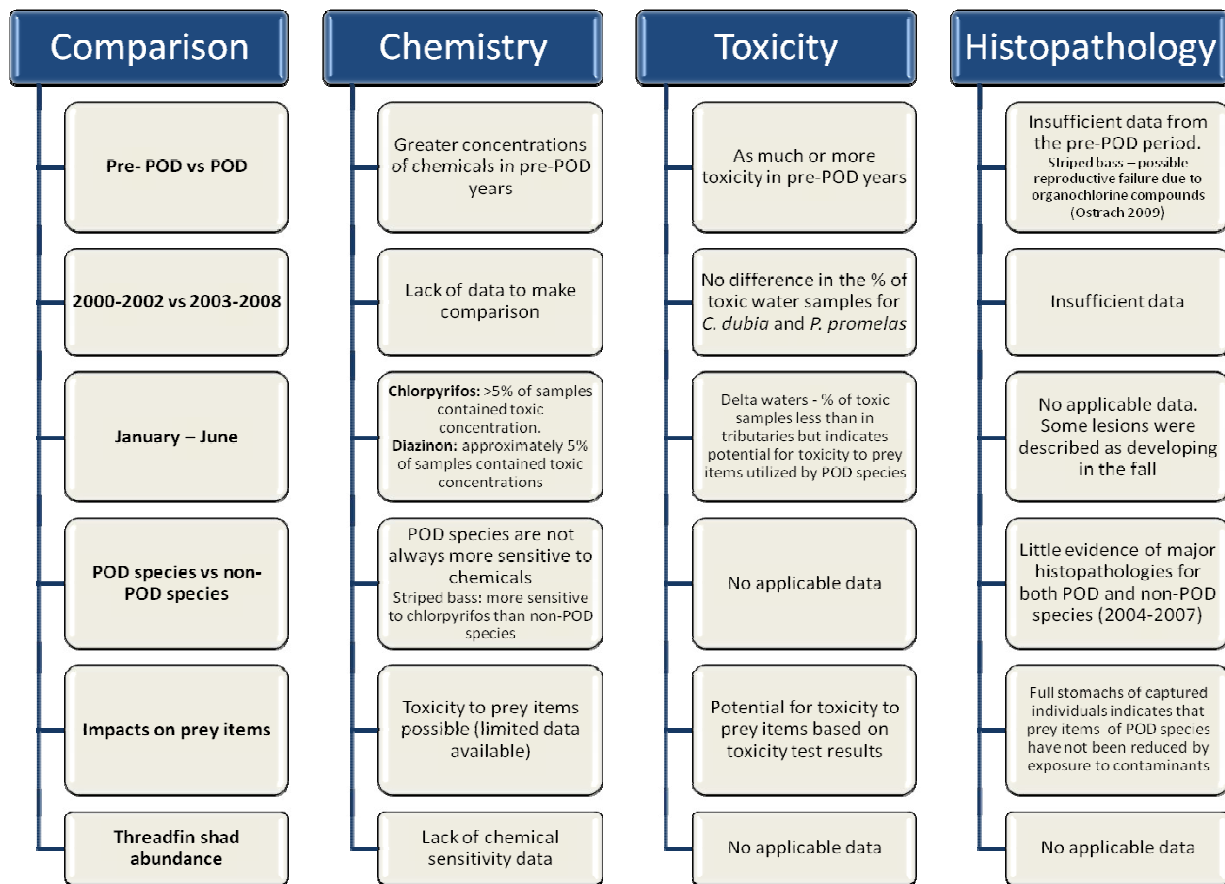 Comparison
Pre- POD vs POD
2000-2002 vs 2003-2008
January – June
POD species vs non-
POD species
Impacts on prey items
Threadfin shad
abundance
Chemistry
Greater concentrations
of chemicals in pre-POD
years
Lack of data to make
comparison
Chlorpyrifos: >5% of samples
contained toxic
concentration.
Diazinon: approximately 5%
of samples contained toxic
concentrations
POD species are not
always more sensitive to
chemicals
Striped bass: more sensitive
to chlorpyrifos than non-POD
species
Toxicity to prey items
possible (limited data
available)
Lack of chemical
sensitivity data
Toxicity
As much or more
toxicity in pre-POD years
No difference in the % of
toxic water samples for
C. dubia and P. promelas
Delta waters - % of toxic
samples less than in
tributaries but indicates
potential for toxicity to prey
items utilized by POD species
No applicable data
Potential for toxicity to
prey items based on
toxicity test results
No applicable data
Histopathology
Insufficient data from
the pre-POD period.
Striped bass – possible
reproductive failure due to
organochlorine compounds
(Ostrach 2009)
Insufficient data
No applicable data.
Some lesions were
described as developing
in the fall
Little evidence of major
histopathologies for
both POD and non-POD
species (2004-2007)
Full stomachs of captured
individuals indicates that
prey items of POD species
have not been reduced by
exposure to contaminants
No applicable data